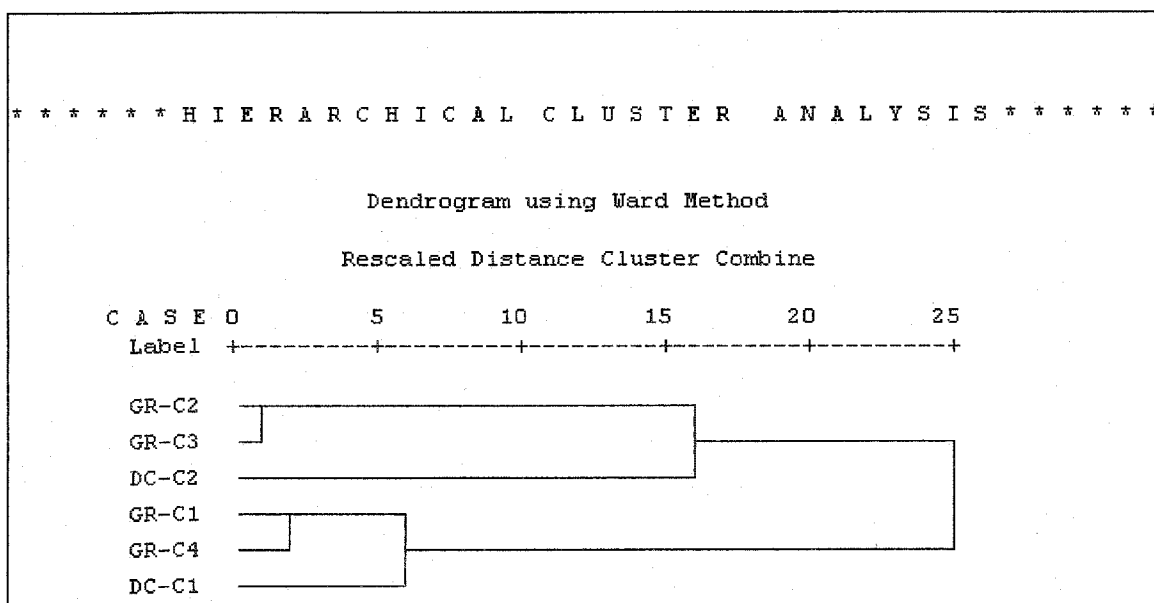 * * * * * * H I E R A R C H I C A L  C L U S T E R  A N A L Y S I S * * * * * *
Dendrogram using Ward Method
Rescaled Distance Cluster Combine
C A S E 0 5 10 15 20 25
Label +---------+---------+---------+---------+---------+
GR-C2
GR-C3
DC-C2
GR-C1
GR-C4
DC-C1